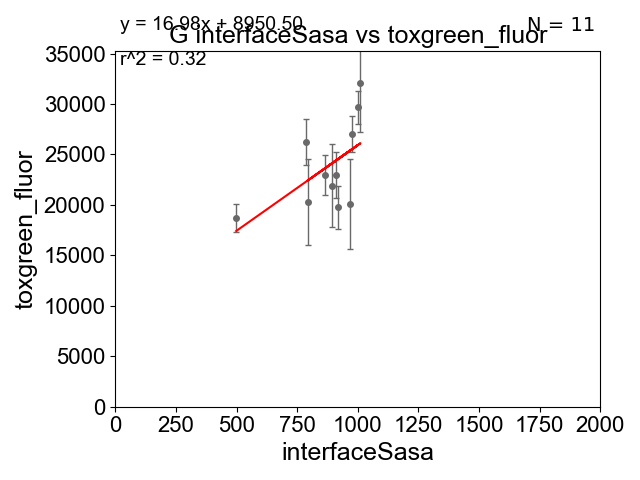 y = 16.98x + 8950.50
N = 11
G interfaceSasa vs toxgreen_fluor
r^2 = 0.32
35000
30000
25000
20000
15000
10000
5000
0
toxgreen_fluor
0 250 500 750 1000 1250 1500 1750 2000
interfaceSasa